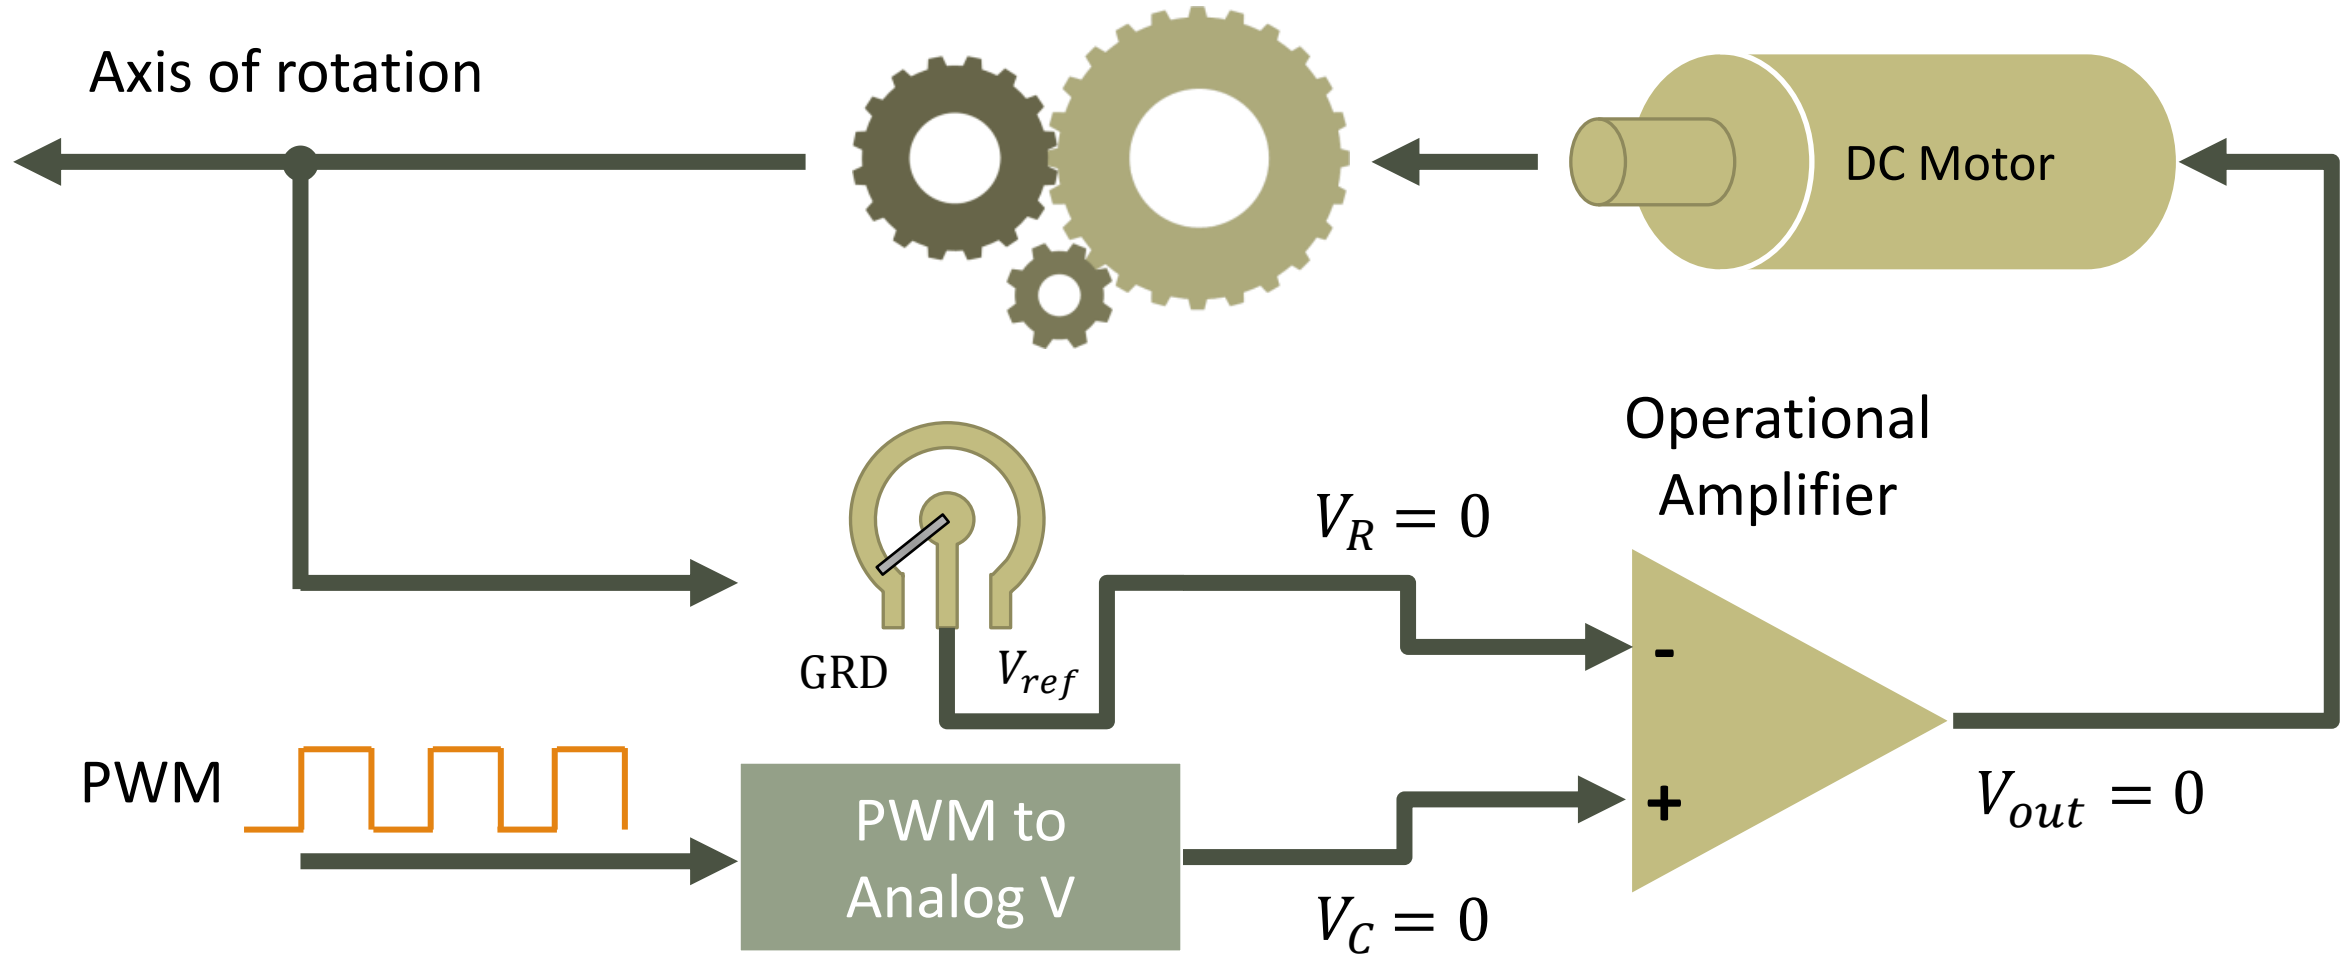 Axis of rotation
DC Motor
Operational
Amplifier
V_R = 0
-
GRD
V_ref
PWM
PWM to
Analog V
+
V_out = 0
V_C = 0